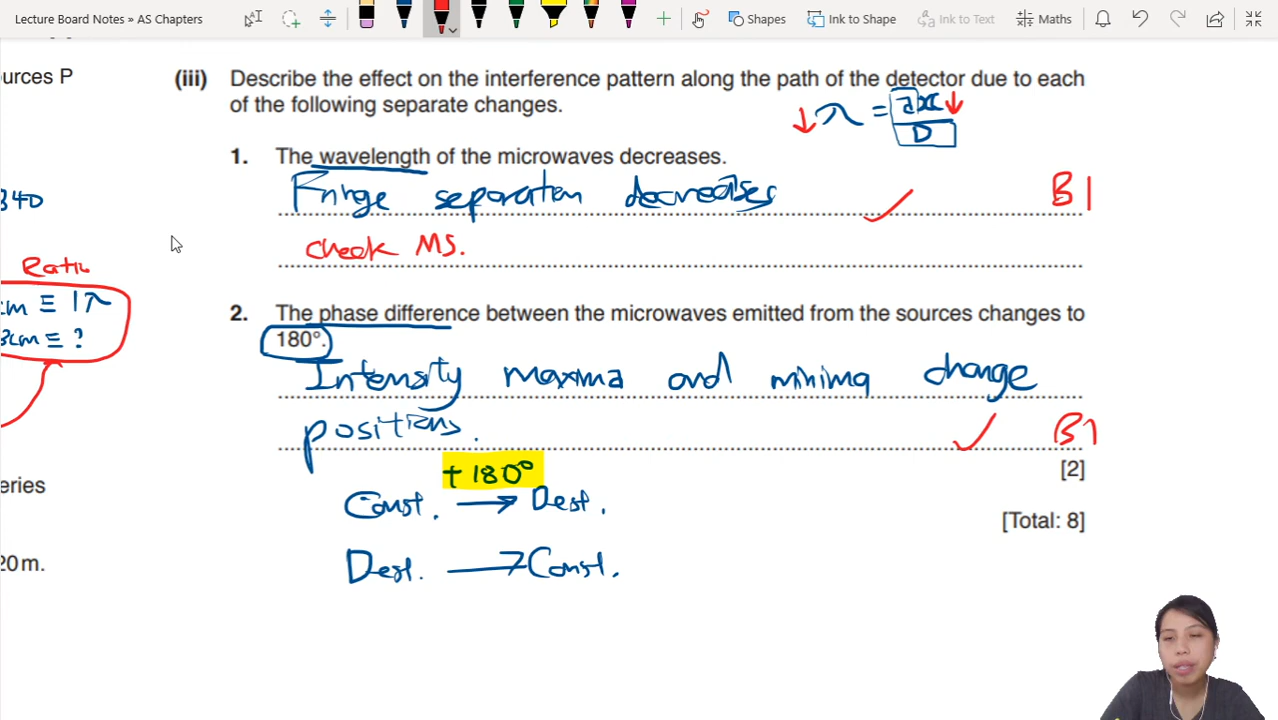 Lecture Board Notes » AS Chapters
Shapes
Ink to Shape
Ink to Text
Maths
ources P
(iii) Describe the effect on the interference pattern along the path of the detector due to each
of the following separate changes.
↓ λ = ax ↓
D
1. The wavelength of the microwaves decreases.
340
Fringe separation decreases ✓ B1
check MS.
Ratio
cm ≡ 1λ
3cm ≡ ?
2. The phase difference between the microwaves emitted from the sources changes to
180°.
Intensity maxima and minima change
positions. ✓ B1
[2]
+180°
eries
Const. → Dest.
[Total: 8]
20 m.
Dest. → Const.